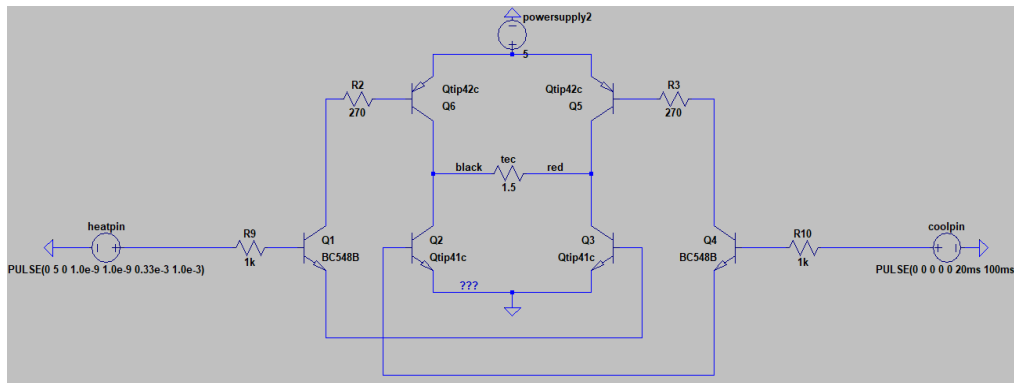 powersupply2
5
R2
270
Qtip42c
Q6
Qtip42c
Q5
R3
270
black
tec
red
1.5
heatpin
R9
1k
Q1
BC548B
Q2
Qtip41c
Q3
Qtip41c
Q4
BC548B
R10
1k
coolpin
PULSE(0 5 0 1.0e-9 1.0e-9 0.33e-3 1.0e-3)
PULSE(0 0 0 0 0 20ms 100ms
???